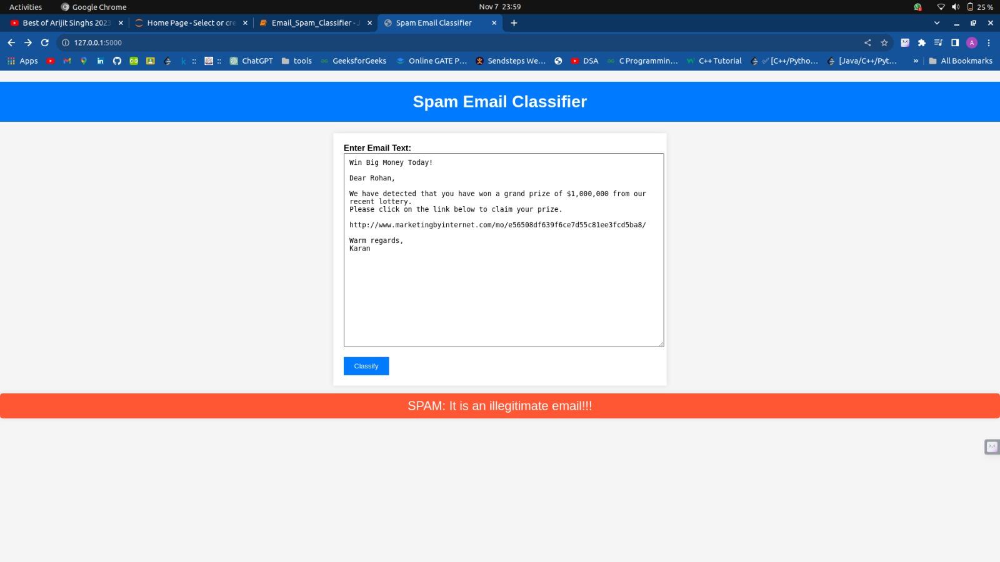 Activities
Google Chrome
Nov 7 23:59
25 %
Best of Arijit Singhs 2023
Home Page - Select or cre
Email_Spam_Classifier - J
Spam Email Classifier
127.0.0.1:5000
A
Apps
::
::
ChatGPT
tools
GeeksforGeeks
Online GATE P...
Sendsteps We...
DSA
C Programmin...
C++ Tutorial
[C++/Pytho...
[Java/C++/Pyt...
»
All Bookmarks
Spam Email Classifier
Enter Email Text:
Win Big Money Today!
Dear Rohan,
We have detected that you have won a grand prize of $1,000,000 from our
recent lottery.
Please click on the link below to claim your prize.
http://www.marketingbyinternet.com/mo/e56508df639f6ce7d55c81ee3fcd5ba8/
Warm regards,
Karan
Classify
SPAM: It is an illegitimate email!!!